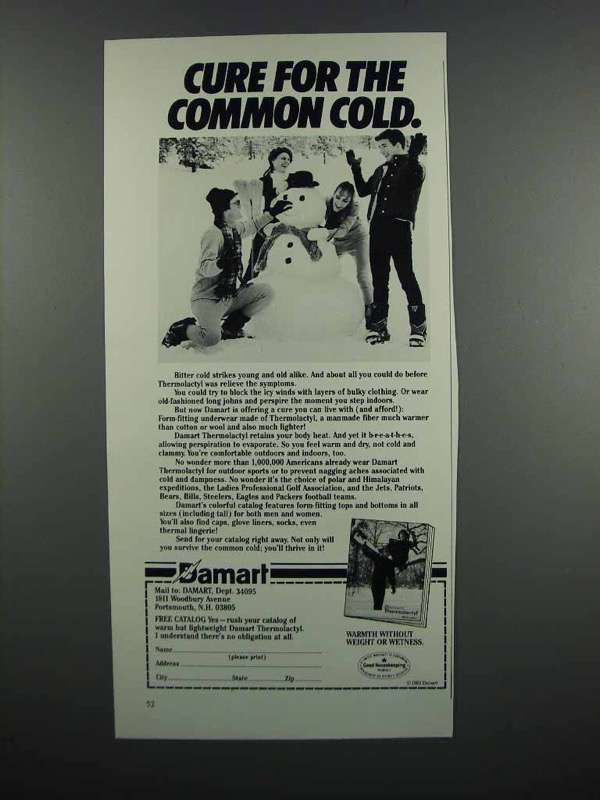 CURE FOR THE
COMMON COLD.
Bitter cold strikes young and old alike. And about all you could do before
Thermolactyl was relieve the symptoms.
You could try to block the icy winds with layers of bulky clothing. Or wear
old-fashioned long johns and perspire the moment you step indoors.
But now Damart is offering a cure you can live with (and afford!):
Form-fitting underwear made of Thermolactyl, a manmade fiber much warmer
than cotton or wool and also much lighter!
Damart Thermolactyl retains your body heat. And yet it b-r-e-a-t-h-e-s,
allowing perspiration to evaporate. So you feel warm and dry, not cold and
clammy. You're comfortable outdoors and indoors, too.
No wonder more than 1,000,000 Americans already wear Damart
Thermolactyl for outdoor sports or to prevent nagging aches associated with
cold and dampness. No wonder it's the choice of polar and Himalayan
expeditions, the Ladies Professional Golf Association, and the Jets, Patriots,
Bears, Bills, Steelers, Eagles and Packers football teams.
Damart's colorful catalog features form-fitting tops and bottoms in all
sizes (including tall) for both men and women.
You'll also find caps, glove liners, socks, even
thermal lingerie!
Send for your catalog right away. Not only will
you survive the common cold; you'll thrive in it!
Damart
Mail to: DAMART, Dept. 34095
1811 Woodbury Avenue
Portsmouth, N.H. 03805
FREE CATALOG Yes—rush your catalog of
warm but lightweight Damart Thermolactyl.
I understand there's no obligation at all.
Name
(please print)
Address
City State Zip
Thermolactyl
WARMTH WITHOUT
WEIGHT OR WETNESS.
Good Housekeeping
Damart
52